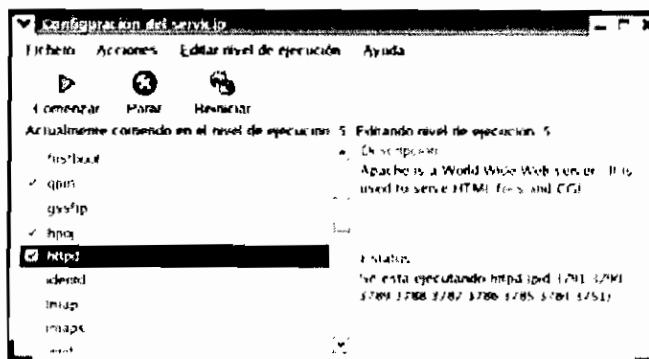 Configuración del servicio
Fichero Acciones Editar nivel de ejecución Ayuda
Comenzar Parar Reiniciar
Actualmente corriendo en el nivel de ejecución: 5 Editando nivel de ejecución: 5
firstboot
gpm
gssftp
hpoj
httpd
identd
imap
imaps
Descripción
Apache is a World Wide Web server. It is
used to serve HTML files and CGI.
Estatus
Se está ejecutando httpd (pid 3791 3790
3789 3788 3787 3786 3785 3784 3751)